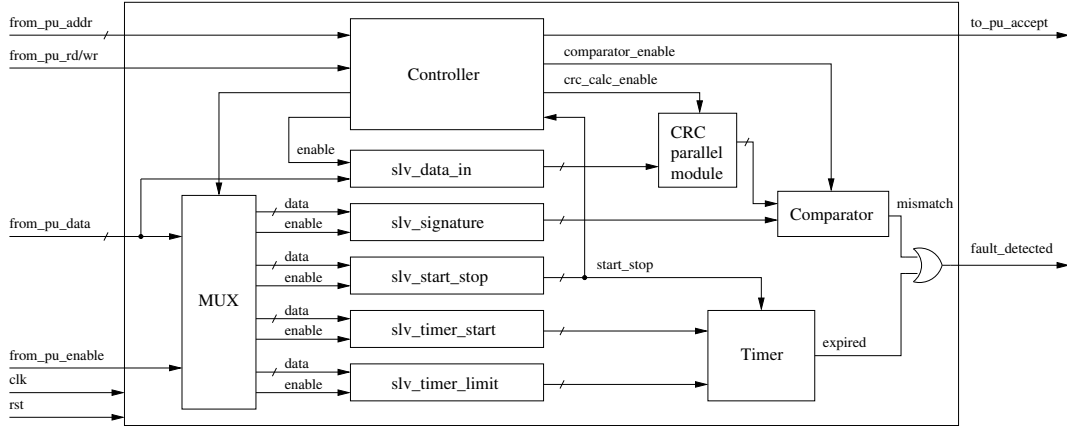 from_pu_addr
to_pu_accept
from_pu_rd/wr
comparator_enable
Controller
crc_calc_enable
CRC
parallel
module
enable
slv_data_in
from_pu_data
data
enable
slv_signature
Comparator
mismatch
fault_detected
data
enable
slv_start_stop
start_stop
MUX
data
enable
slv_timer_start
Timer
expired
from_pu_enable
data
enable
slv_timer_limit
clk
rst